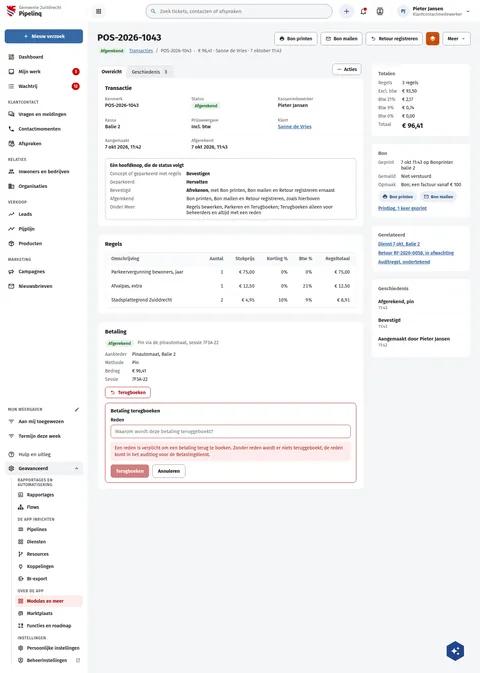 Gemeente Zuiddrecht
Pipelinq
Zoek tickets, contacten of afspraken
PJ
Pieter Jansen
Klantcontactmedewerker
+ Nieuw verzoek
Dashboard
Mijn werk
Wachtrij
KLANTCONTACT
Vragen en meldingen
Contactmomenten
Afspraken
RELATIES
Inwoners en bedrijven
Organisaties
VERKOOP
Leads
Pijplijn
Producten
MARKETING
Campagnes
Nieuwsbrieven
MIJN WEERGAVEN
Aan mij toegewezen
Termijn deze week
Hulp en uitleg
Geavanceerd
RAPPORTAGES EN
AUTOMATISERING
Rapportages
Flows
DE APP INRICHTEN
Pipelines
Diensten
Resources
Koppelingen
BI-export
OVER DE APP
Modules en meer
Marktplaats
Functies en roadmap
INSTELLINGEN
Persoonlijke instellingen
Beheerinstellingen
POS-2026-1043
Afgerekend Transacties / POS-2026-1043 · € 96,41 · Sanne de Vries · 7 oktober 11:43
Bon printen
Bon mailen
Retour registreren
Meer
Overzicht
Geschiedenis 3
Acties
Transactie
Kenmerk
POS-2026-1043
Status
Afgerekend
Kassamedewerker
Pieter Jansen
Kassa
Balie 2
Prijsweergave
Incl. btw
Klant
Sanne de Vries
Aangemaakt
7 okt 2026, 11:42
Afgerekend
7 okt 2026, 11:43
Eén hoofdknop, die de status volgt
Concept of geparkeerd met regels Bevestigen
Geparkeerd Hervatten
Bevestigd Afrekenen, met Bon printen, Bon mailen en Retour registreren ernaast
Afgerekend Bon printen, Bon mailen en Retour registreren, zoals hierboven
Onder Meer Regels bewerken, Parkeren en Terugboeken; Terugboeken alleen voor
beheerders en altijd met een reden
Regels
Omschrijving Aantal Stukprijs Korting % Btw % Regeltotaal
Parkeervergunning bewoners, jaar 1 € 75,00 0% 0% € 75,00
Afvalpas, extra 1 € 12,50 0% 21% € 12,50
Stadsplattegrond Zuiddrecht 2 € 4,95 10% 9% € 8,91
Betaling
Afgerekend Pin via de pinautomaat, sessie 7F3A-22
Aanbieder Pinautomaat, Balie 2
Methode Pin
Bedrag € 96,41
Sessie 7F3A-22
Terugboeken
Betaling terugboeken
Reden
Waarom wordt deze betaling teruggeboekt?
Een reden is verplicht om een betaling terug te boeken. Zonder reden wordt er niets teruggeboekt, de reden
komt in het auditlog voor de Betalingdienst.
Terugboeken
Annuleren
Totalen
Regels 3 regels
Excl. btw € 93,50
Btw 21% € 2,17
Btw 9% € 0,74
Btw 0% € 0,00
Totaal € 96,41
Bon
Geprint 7 okt 11:43 op Bonprinter
balie 2
Gemaild Niet verstuurd
Opmaak Bon; een factuur vanaf € 100
Bon printen
Bon mailen
Printlog, 1 keer geprint
Gerelateerd
Dienst 7 okt, Balie 2
Retour RF-2026-0058, in afwachting
Auditregel, ondertekend
Geschiedenis
Afgerekend, pin
11:43
Bevestigd
11:43
Aangemaakt door Pieter Jansen
11:42